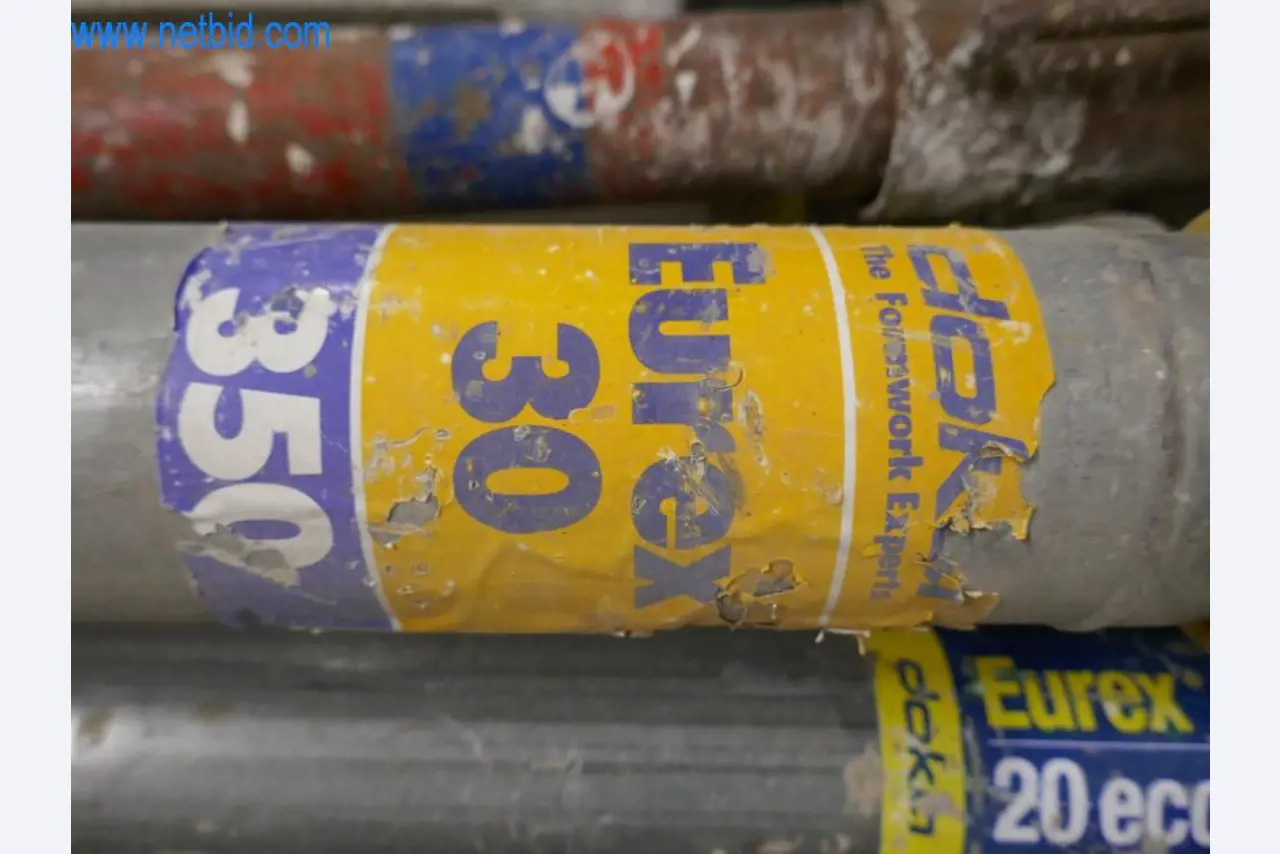 www netbid.com
doka
The Formwork Experts
Eurex
30
350
doka
Eurex
20 eco